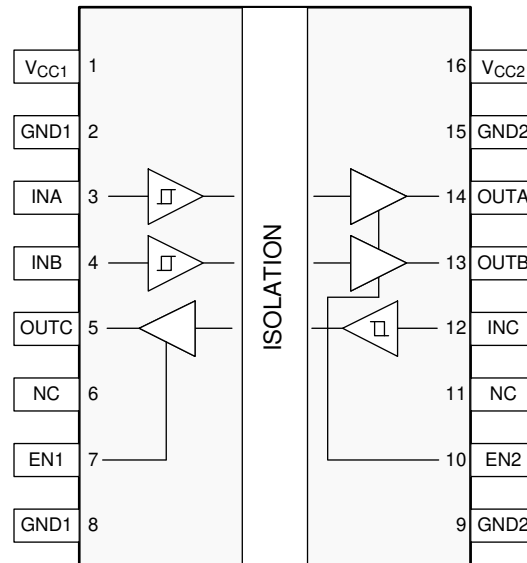 VCC1 1
GND1 2
INA 3
INB 4
OUTC 5
NC 6
EN1 7
GND1 8
ISOLATION
16 VCC2
15 GND2
14 OUTA
13 OUTB
12 INC
11 NC
10 EN2
9 GND2